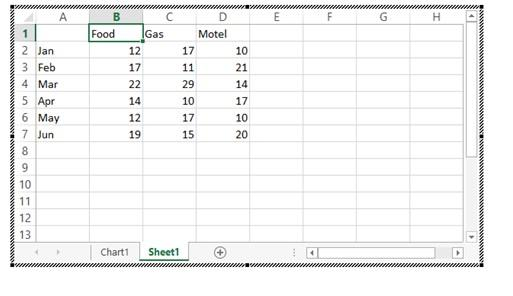 A B C D E F G H
1 Food Gas Motel
2 Jan 12 17 10
3 Feb 17 11 21
4 Mar 22 29 14
5 Apr 14 10 17
6 May 12 17 10
7 Jun 19 15 20
8
9
10
11
12
13
Chart1 Sheet1